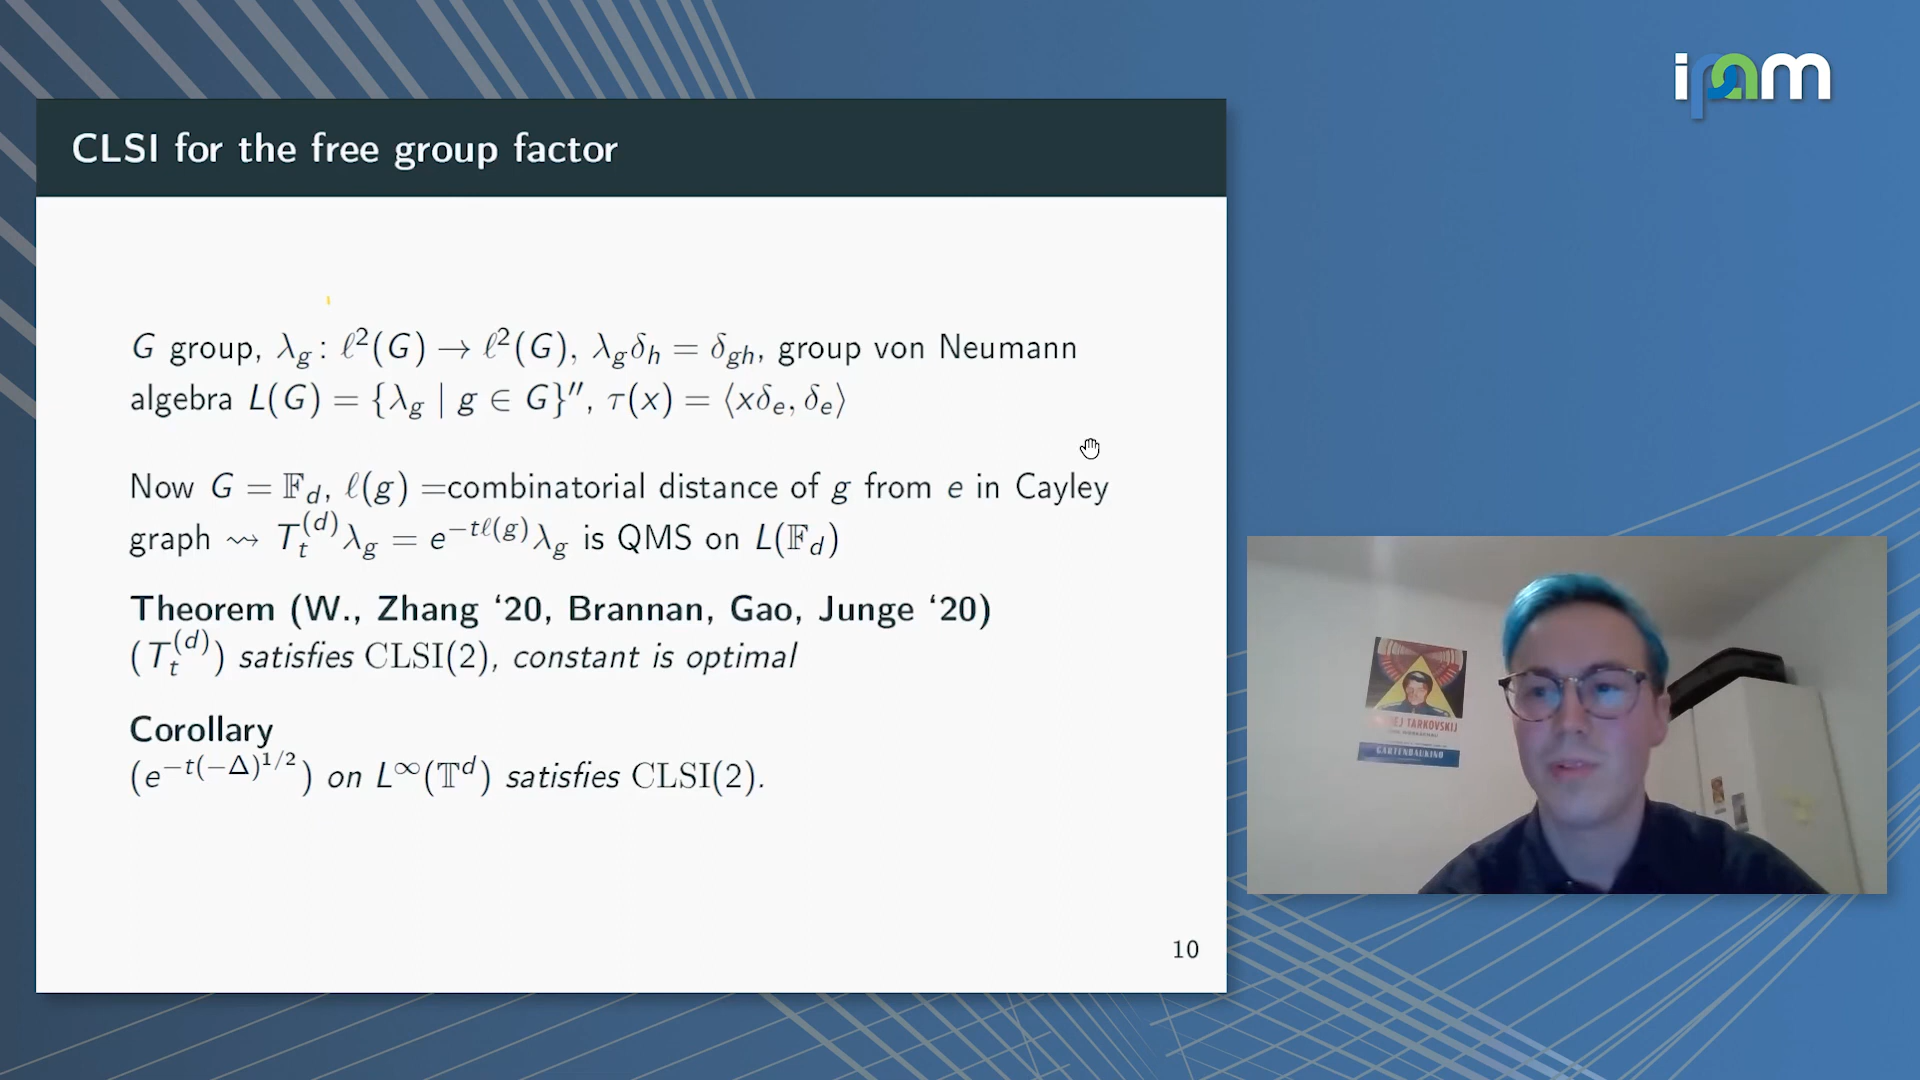 ipam
CLSI for the free group factor
G group, λ_g : ℓ²(G) → ℓ²(G), λ_gδ_h = δ_{gh}, group von Neumann
algebra L(G) = {λ_g | g ∈ G}″, τ(x) = ⟨xδ_e, δ_e⟩
Now G = 𝔽_d, ℓ(g) =combinatorial distance of g from e in Cayley
graph ⇝ T_t^{(d)}λ_g = e^{−tℓ(g)}λ_g is QMS on L(𝔽_d)
Theorem (W., Zhang ‘20, Brannan, Gao, Junge ‘20)
(T_t^{(d)}) satisfies CLSI(2), constant is optimal
Corollary
(e^{−t(−Δ)^{1/2}}) on L^∞(𝕋^d) satisfies CLSI(2).
10
TARKOVSKIJ
GARTENBAUKINO